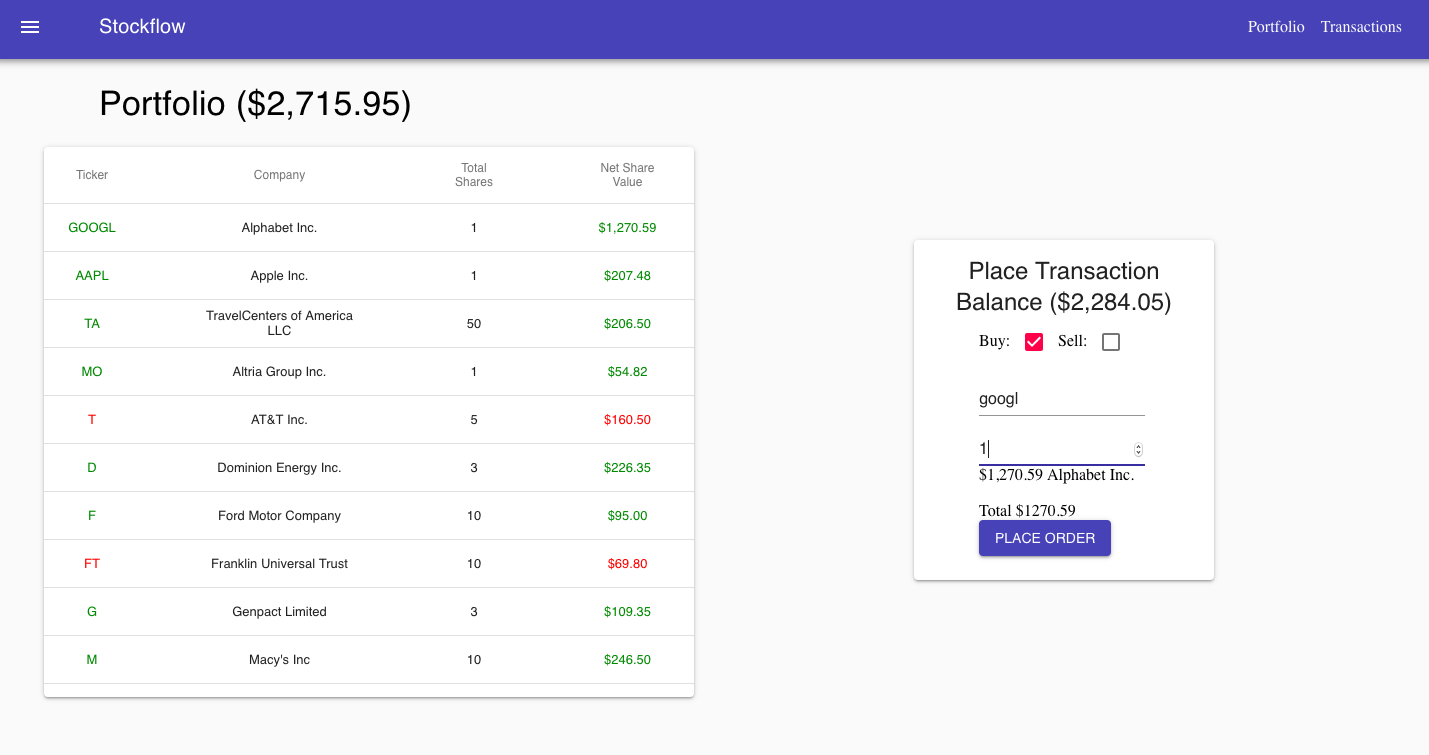 Stockflow
Portfolio Transactions
Portfolio ($2,715.95)
Ticker Company Total Shares Net Share Value
GOOGL Alphabet Inc. 1 $1,270.59
AAPL Apple Inc. 1 $207.48
TA TravelCenters of America LLC 50 $206.50
MO Altria Group Inc. 1 $54.82
T AT&T Inc. 5 $160.50
D Dominion Energy Inc. 3 $226.35
F Ford Motor Company 10 $95.00
FT Franklin Universal Trust 10 $69.80
G Genpact Limited 3 $109.35
M Macy's Inc 10 $246.50
Place Transaction
Balance ($2,284.05)
Buy: Sell:
googl
1
$1,270.59 Alphabet Inc.
Total $1270.59
PLACE ORDER